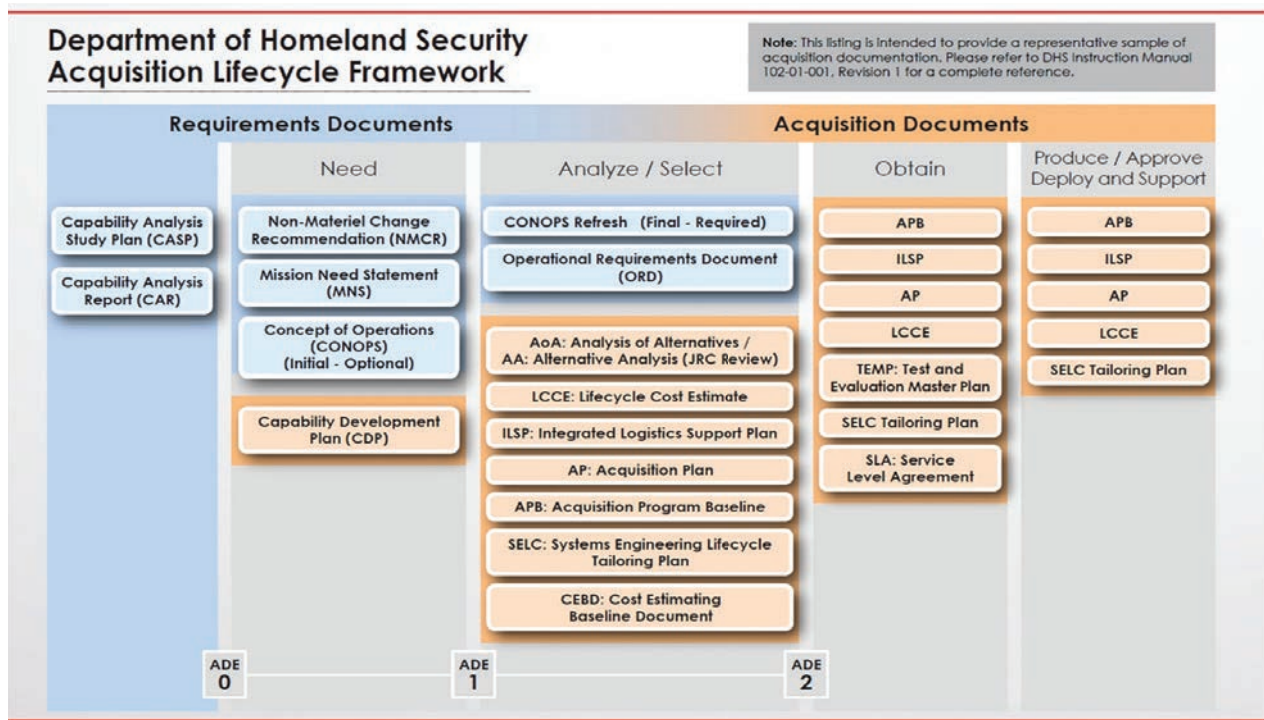 Department of Homeland Security
Acquisition Lifecycle Framework
Note: This listing is intended to provide a representative sample of
acquisition documentation. Please refer to DHS Instruction Manual
102-01-001, Revision 1 for a complete reference.
Requirements Documents
Acquisition Documents
Need
Analyze / Select
Obtain
Produce / Approve
Deploy and Support
Capability Analysis
Study Plan (CASP)
Capability Analysis
Report (CAR)
Non-Materiel Change
Recommendation (NMCR)
Mission Need Statement
(MNS)
Concept of Operations
(CONOPS)
(Initial - Optional)
Capability Development
Plan (CDP)
CONOPS Refresh (Final - Required)
Operational Requirements Document
(ORD)
AoA: Analysis of Alternatives /
AA: Alternative Analysis (JRC Review)
LCCE: Lifecycle Cost Estimate
ILSP: Integrated Logistics Support Plan
AP: Acquisition Plan
APB: Acquisition Program Baseline
SELC: Systems Engineering Lifecycle
Tailoring Plan
CEBD: Cost Estimating
Baseline Document
APB
ILSP
AP
LCCE
TEMP: Test and
Evaluation Master Plan
SELC Tailoring Plan
SLA: Service
Level Agreement
APB
ILSP
AP
LCCE
SELC Tailoring Plan
ADE
0
ADE
1
ADE
2